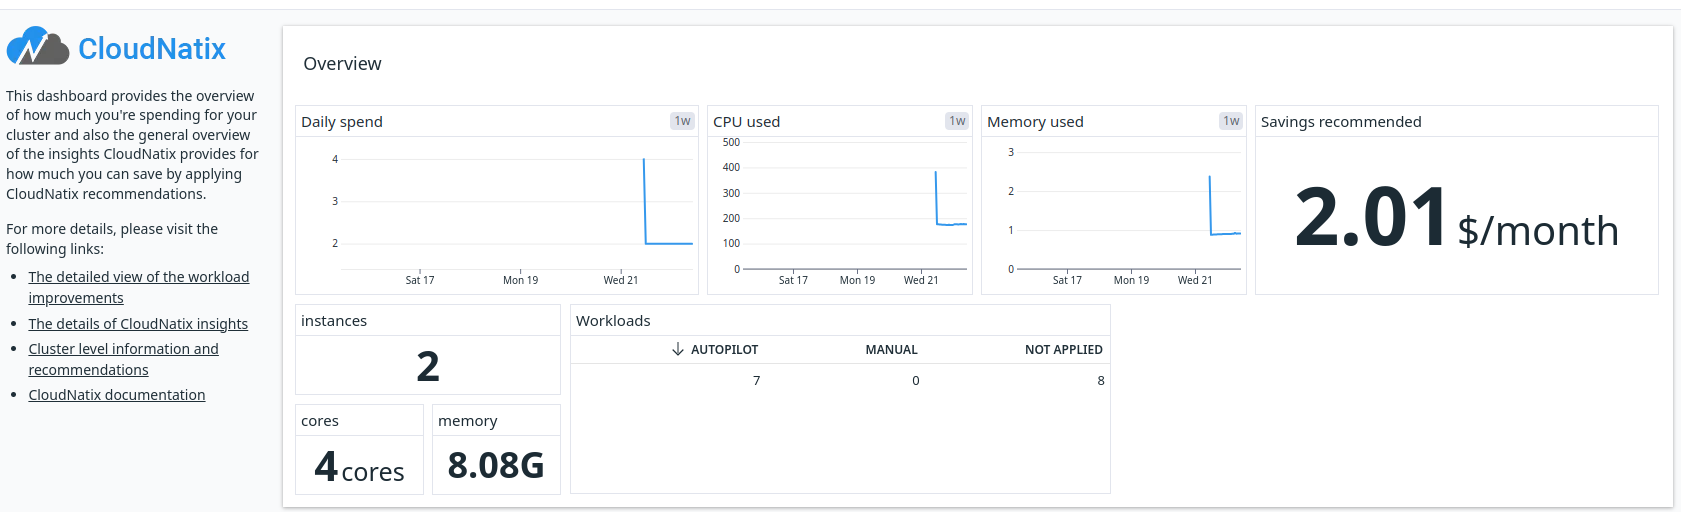 CloudNatix
This dashboard provides the overview
of how much you're spending for your
cluster and also the general overview
of the insights CloudNatix provides for
how much you can save by applying
CloudNatix recommendations.
For more details, please visit the
following links:
• The detailed view of the workload
improvements
• The details of CloudNatix insights
• Cluster level information and
recommendations
• CloudNatix documentation
Overview
Daily spend 1w
4
3
2
Sat 17 Mon 19 Wed 21
CPU used 1w
500
400
300
200
100
0
Sat 17 Mon 19 Wed 21
Memory used 1w
3
2
1
0
Sat 17 Mon 19 Wed 21
Savings recommended
2.01 $/month
instances
2
cores
4 cores
memory
8.08G
Workloads
↓ AUTOPILOT MANUAL NOT APPLIED
7 0 8